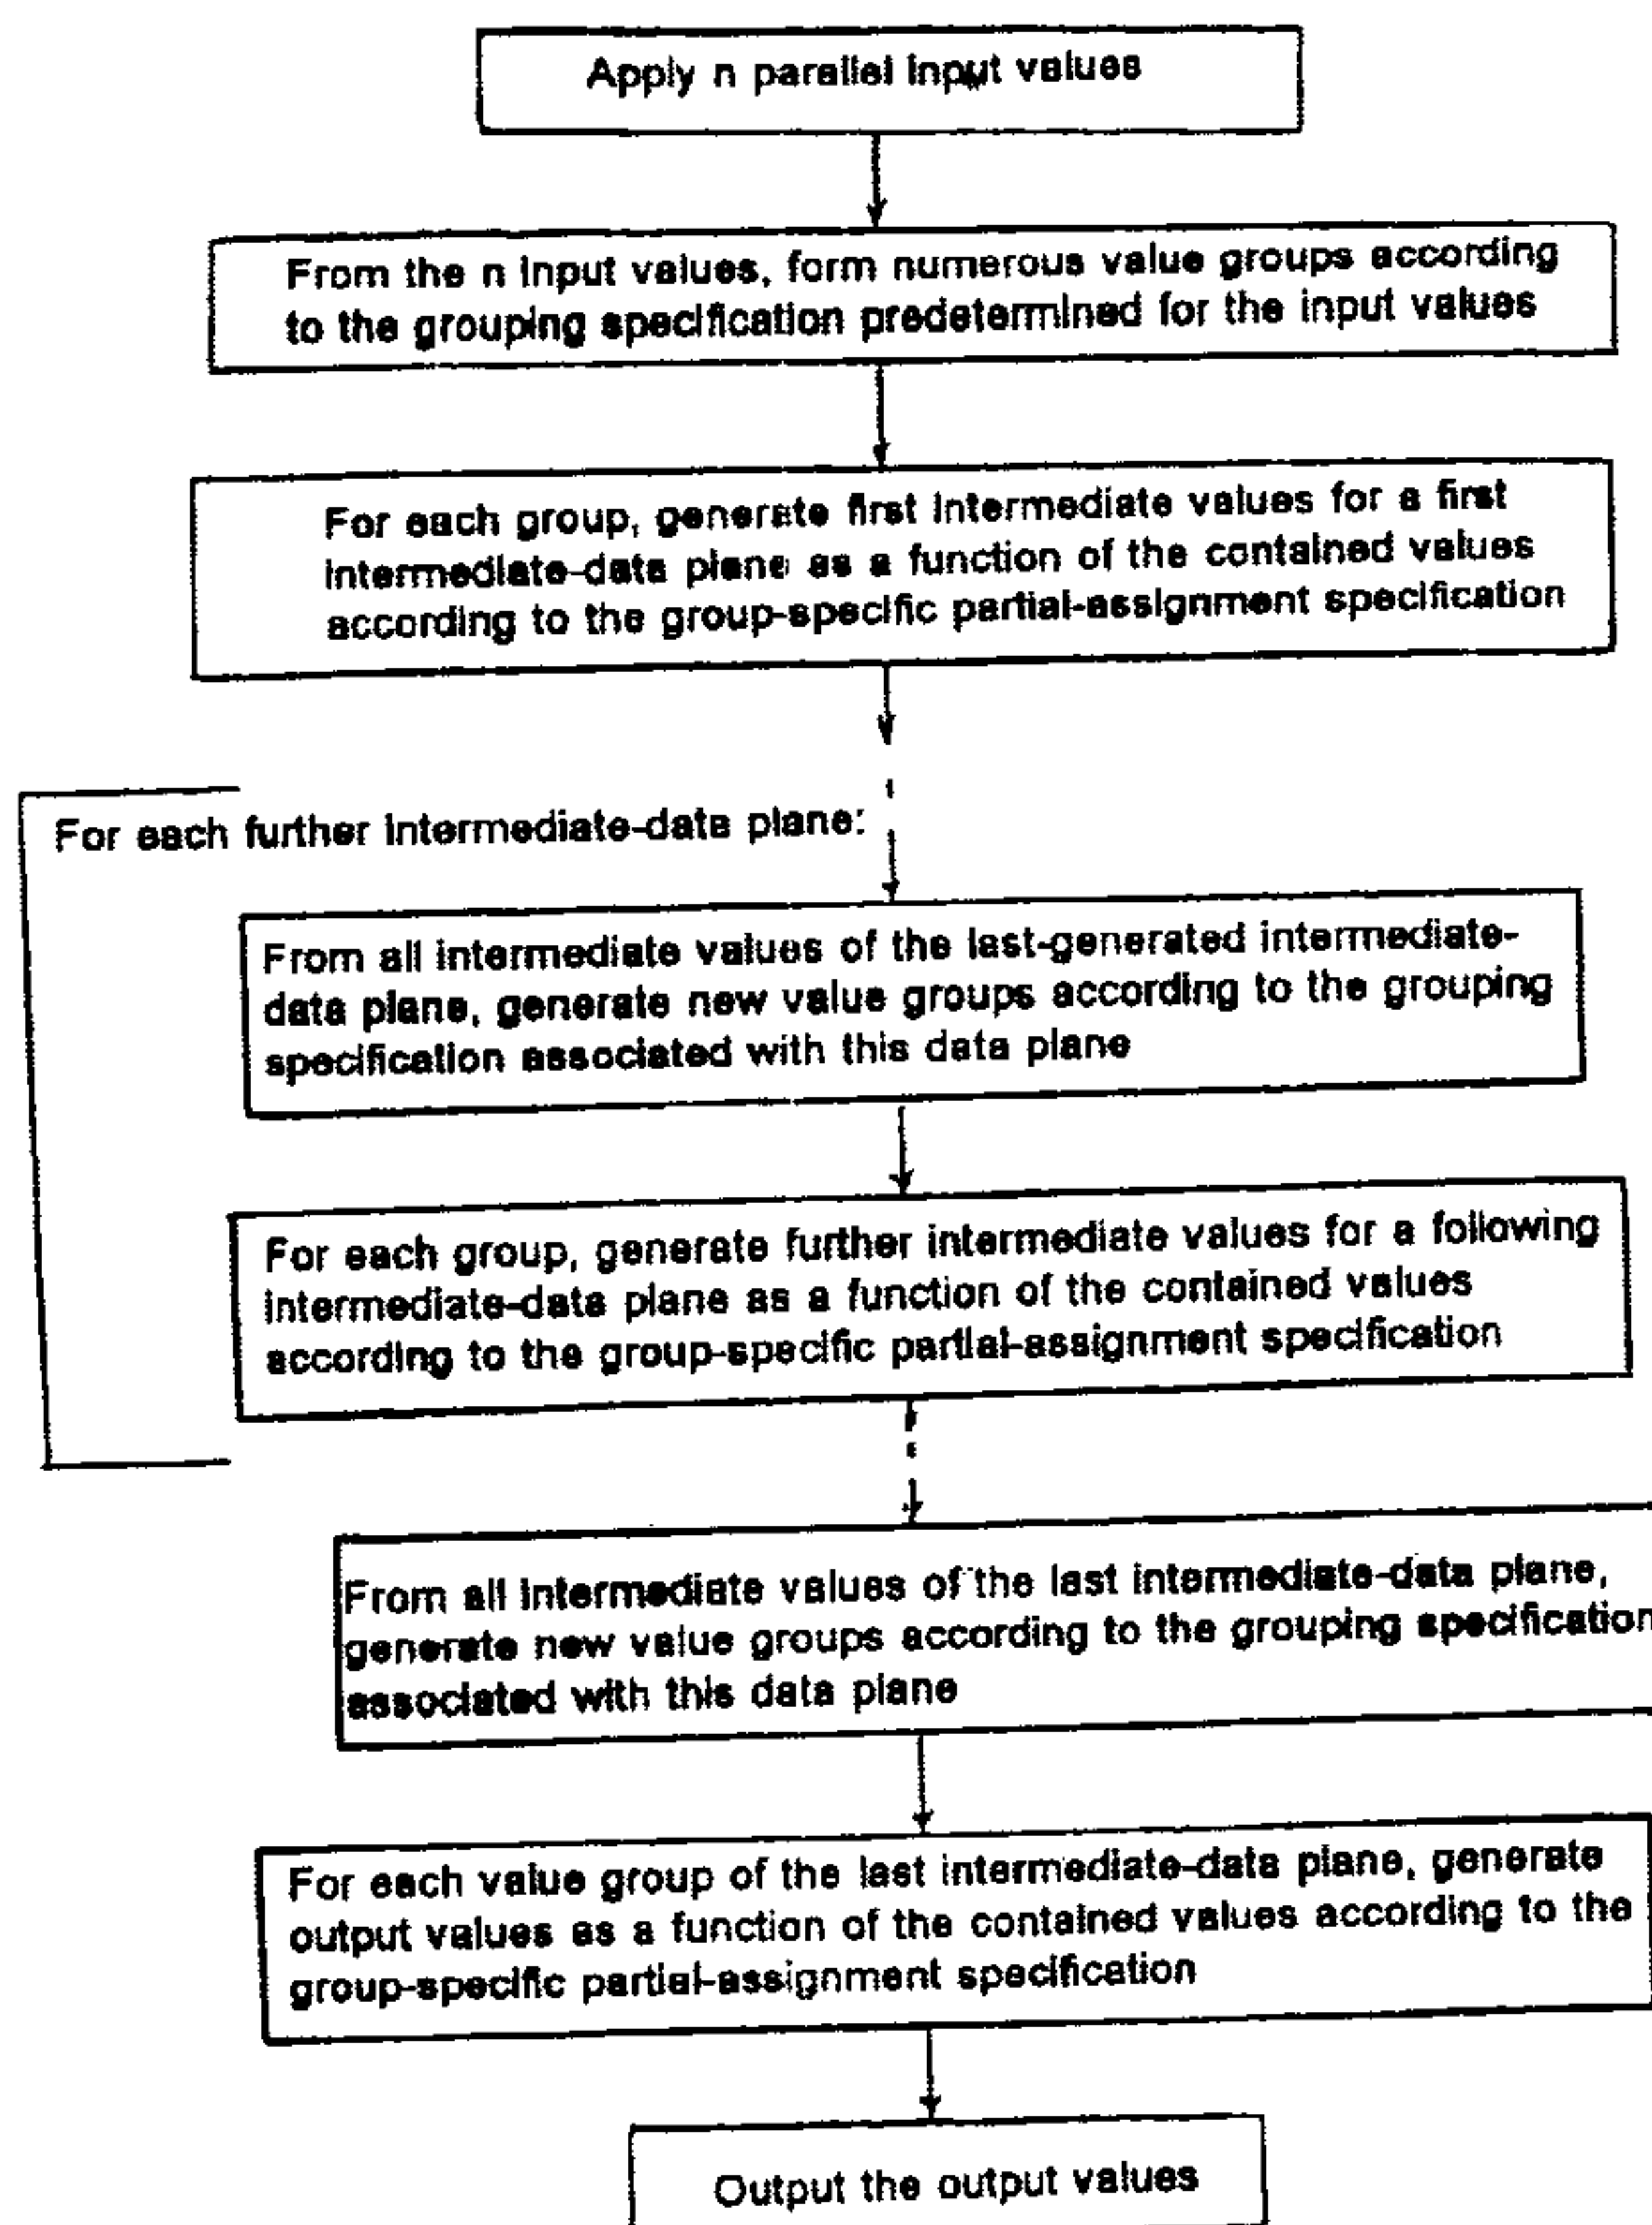 Apply n parallel input values
From the n input values, form numerous value groups according
to the grouping specification predetermined for the input values
For each group, generate first intermediate values for a first
intermediate-data plane as a function of the contained values
according to the group-specific partial-assignment specification
For each further intermediate-data plane:
From all intermediate values of the last-generated intermediate-
data plane, generate new value groups according to the grouping
specification associated with this data plane
For each group, generate further intermediate values for a following
intermediate-data plane as a function of the contained values
according to the group-specific partial-assignment specification
From all intermediate values of the last intermediate-data plane,
generate new value groups according to the grouping specification
associated with this data plane
For each value group of the last intermediate-data plane, generate
output values as a function of the contained values according to the
group-specific partial-assignment specification
Output the output values